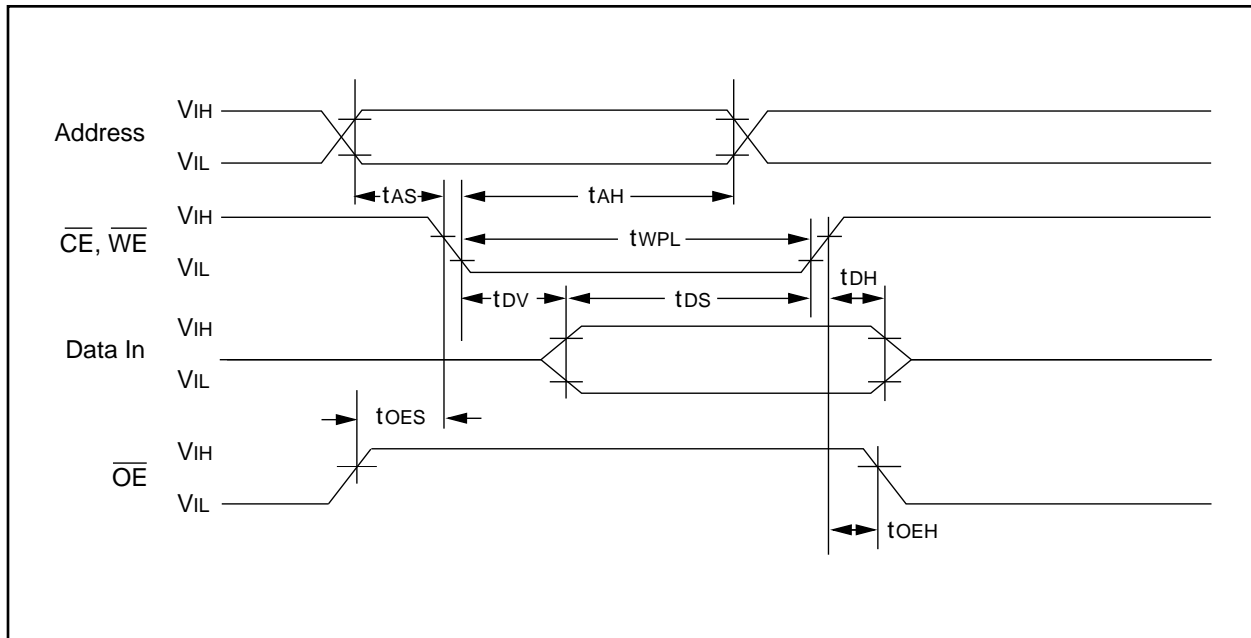 Address
VIH
VIL
tAS
tAH
CE, WE
VIH
VIL
tWPL
tDH
tDV
tDS
Data In
VIH
VIL
tOES
OE
VIH
VIL
tOEH